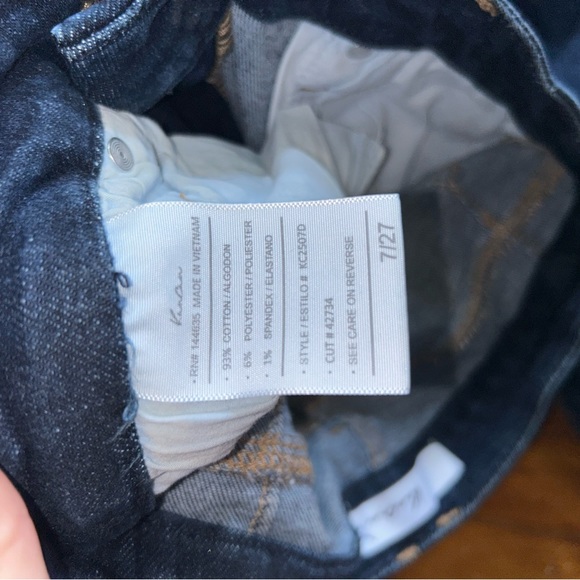 • RN# 144635 MADE IN VIETNAM
• 93% COTTON / ALGODON
• 6% POLYESTER / POLIESTER
• 1% SPANDEX / ELASTANO
• STYLE / ESTILO # KC2507D
• CUT # 42734
• SEE CARE ON REVERSE
7/27